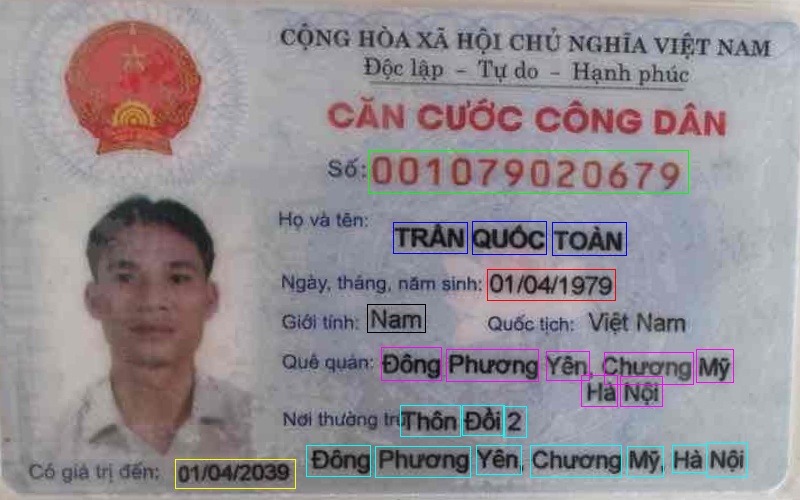 CỘNG HÒA XÃ HỘI CHỦ NGHĨA VIỆT NAM
Độc lập - Tự do - Hạnh phúc
CĂN CƯỚC CÔNG DÂN
Số: 001079020679
Họ và tên: TRẦN QUỐC TOẢN
Ngày, tháng, năm sinh: 01/04/1979
Giới tính: Nam Quốc tịch: Việt Nam
Quê quán: Đông Phương Yên, Chương Mỹ
Hà Nội
Nơi thường trú: Thôn Đồi 2
Có giá trị đến: 01/04/2039 Đông Phương Yên, Chương Mỹ, Hà Nội